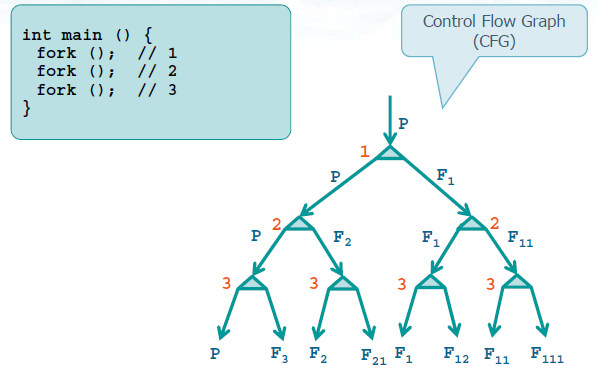 int main () {
fork (); // 1
fork (); // 2
fork (); // 3
}
Control Flow Graph
(CFG)
P
1
P F₁
2 2
P F₂ F₁ F₁₁
3 3 3 3
P F₃ F₂ F₂₁ F₁ F₁₂ F₁₁ F₁₁₁